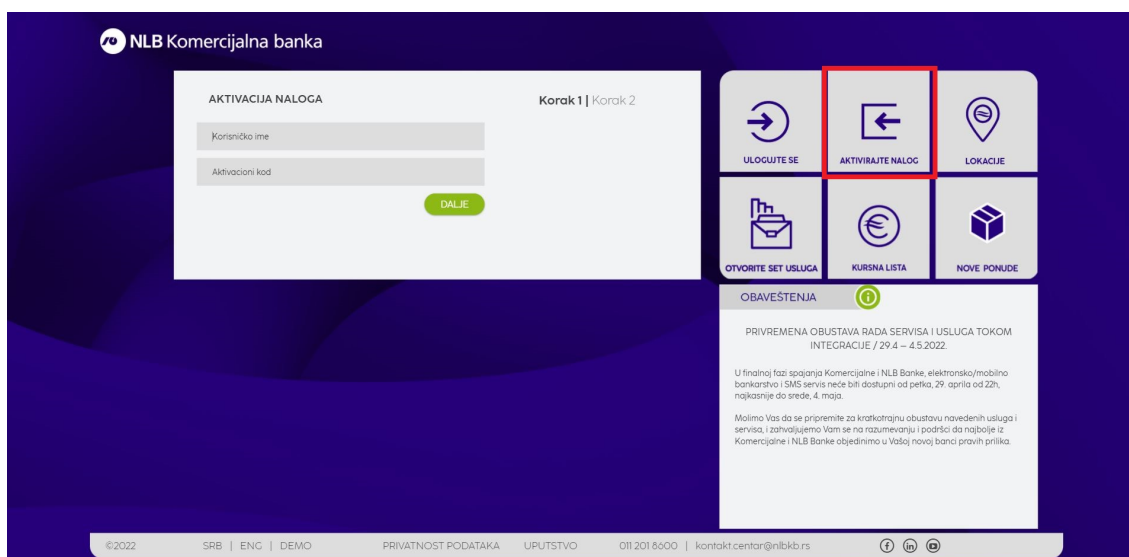 NLB Komercijalna banka
AKTIVACIJA NALOGA
Korak 1 | Korak 2
Korisničko ime
Aktivacioni kod
DALJE
ULOGUJTE SE
AKTIVIRAJTE NALOG
LOKACIJE
OTVORITE SET USLUGA
KURSNA LISTA
NOVE PONUDE
OBAVEŠTENJA
PRIVREMENA OBUSTAVA RADA SERVISA I USLUGA TOKOM
INTEGRACIJE / 29.4 – 4.5.2022.
U finalnoj fazi spajanja Komercijalne i NLB Banke, elektronsko/mobilno
bankarstvo i SMS servis neće biti dostupni od petka, 29. aprila od 22h,
najkasnije do srede, 4. maja.
Molimo Vas da se pripremite za kratkotrajnu obustavu navedenih usluga i
servisa, i zahvaljujemo Vam se na razumevanju i podršci da najbolje iz
Komercijalne i NLB Banke objedinimo u Vašoj novoj banci pravih prilika.
©2022
SRB | ENG | DEMO
PRIVATNOST PODATAKA
UPUTSTVO
011 201 8600 | kontakt.centar@nlbkb.rs